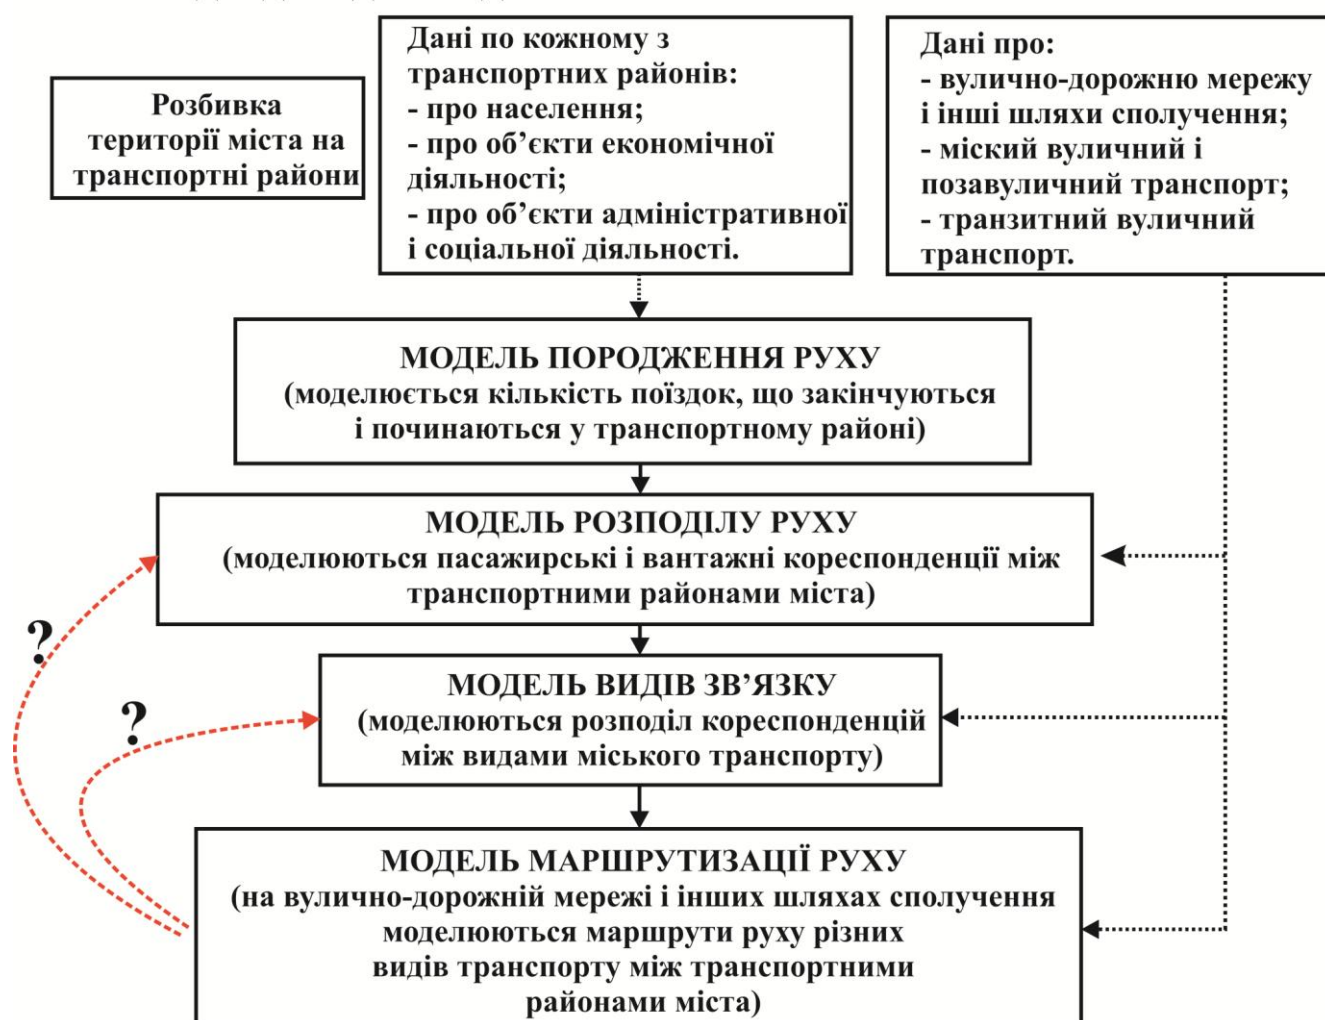 Розбивка
території міста на
транспортні райони
Дані по кожному з
транспортних районів:
- про населення;
- про об’єкти економічної
діяльності;
- про об’єкти адміністративної
і соціальної діяльності.
Дані про:
- вулично-дорожню мережу
і інші шляхи сполучення;
- міский вуличний і
позавуличний транспорт;
- транзитний вуличний
транспорт.
МОДЕЛЬ ПОРОДЖЕННЯ РУХУ
(моделюється кількість поїздок, що закінчуються
і починаються у транспортному районі)
МОДЕЛЬ РОЗПОДІЛУ РУХУ
(моделюються пасажирські і вантажні кореспонденції між
транспортними районами міста)
?
МОДЕЛЬ ВИДІВ ЗВ’ЯЗКУ
(моделюються розподіл кореспонденцій
між видами міського транспорту)
?
МОДЕЛЬ МАРШРУТИЗАЦІЇ РУХУ
(на вулично-дорожній мережі і інших шляхах сполучення
моделюються маршрути руху різних
видів транспорту між транспортними
районами міста)